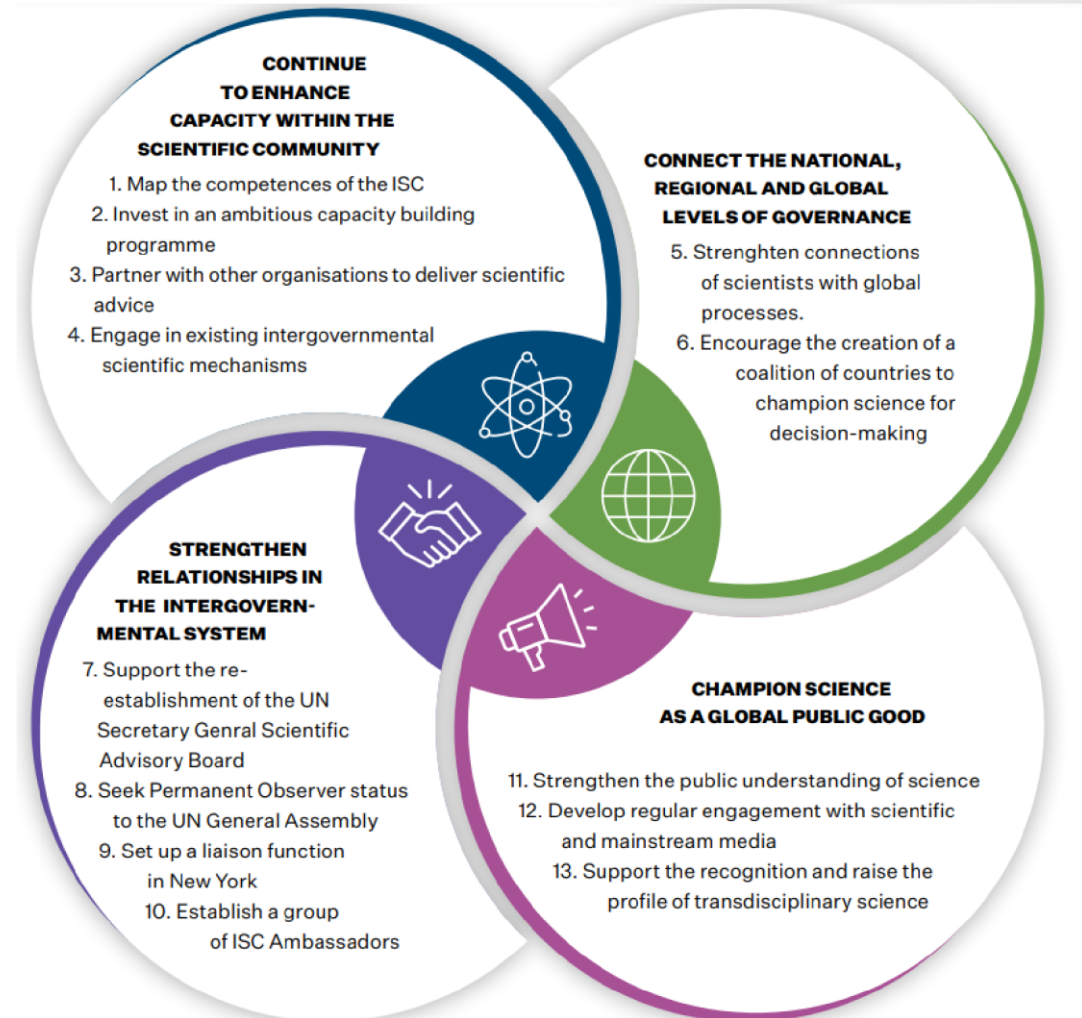 CONTINUE
TO ENHANCE
CAPACITY WITHIN THE
SCIENTIFIC COMMUNITY
1. Map the competences of the ISC
2. Invest in an ambitious capacity building
programme
3. Partner with other organisations to deliver scientific
advice
4. Engage in existing intergovernmental
scientific mechanisms
CONNECT THE NATIONAL,
REGIONAL AND GLOBAL
LEVELS OF GOVERNANCE
5. Strenghten connections
of scientists with global
processes.
6. Encourage the creation of a
coalition of countries to
champion science for
decision-making
STRENGTHEN
RELATIONSHIPS IN
THE INTERGOVERN-
MENTAL SYSTEM
7. Support the re-
establishment of the UN
Secretary Genral Scientific
Advisory Board
8. Seek Permanent Observer status
to the UN General Assembly
9. Set up a liaison function
in New York
10. Establish a group
of ISC Ambassadors
CHAMPION SCIENCE
AS A GLOBAL PUBLIC GOOD
11. Strengthen the public understanding of science
12. Develop regular engagement with scientific
and mainstream media
13. Support the recognition and raise the
profile of transdisciplinary science